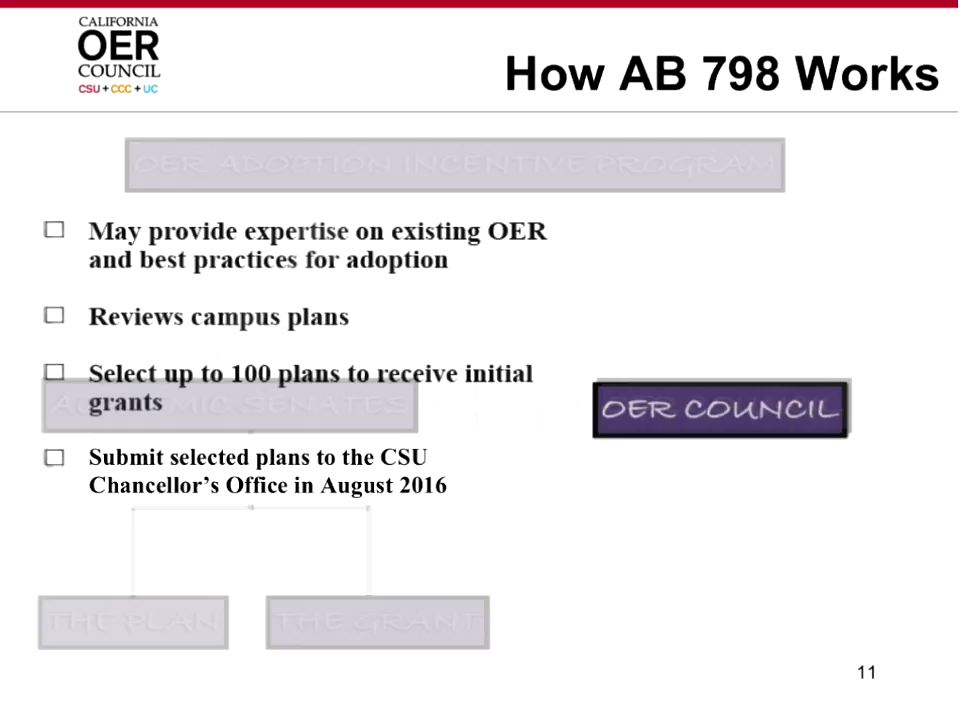 CALIFORNIA
OER
COUNCIL
CSU + CCC + UC
How AB 798 Works
OER ADOPTION INCENTIVE PROGRAM
May provide expertise on existing OER
and best practices for adoption
Reviews campus plans
Select up to 100 plans to receive initial
grants
ACADEMIC SENATES
OER COUNCIL
Submit selected plans to the CSU
Chancellor’s Office in August 2016
THE PLAN
THE GRANT
11